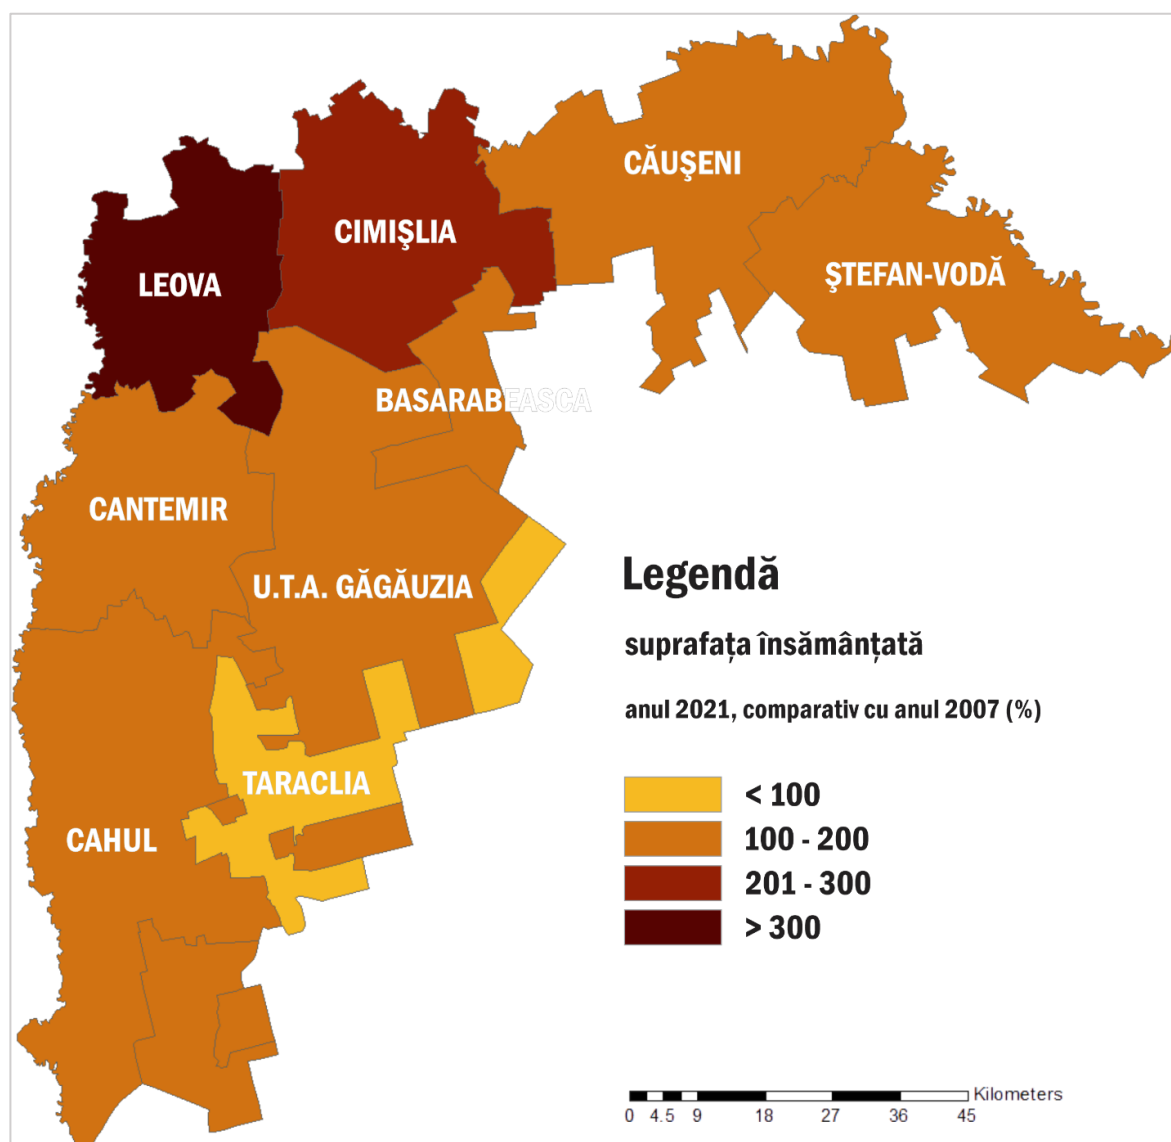 CĂUŞENI
CIMIŞLIA
ŞTEFAN-VODĂ
LEOVA
BASARABEASCA
CANTEMIR
U.T.A. GĂGĂUZIA
TARACLIA
CAHUL
Legendă
suprafața însămânțată
anul 2021, comparativ cu anul 2007 (%)
< 100
100 - 200
201 - 300
> 300
Kilometers
0 4.5 9 18 27 36 45